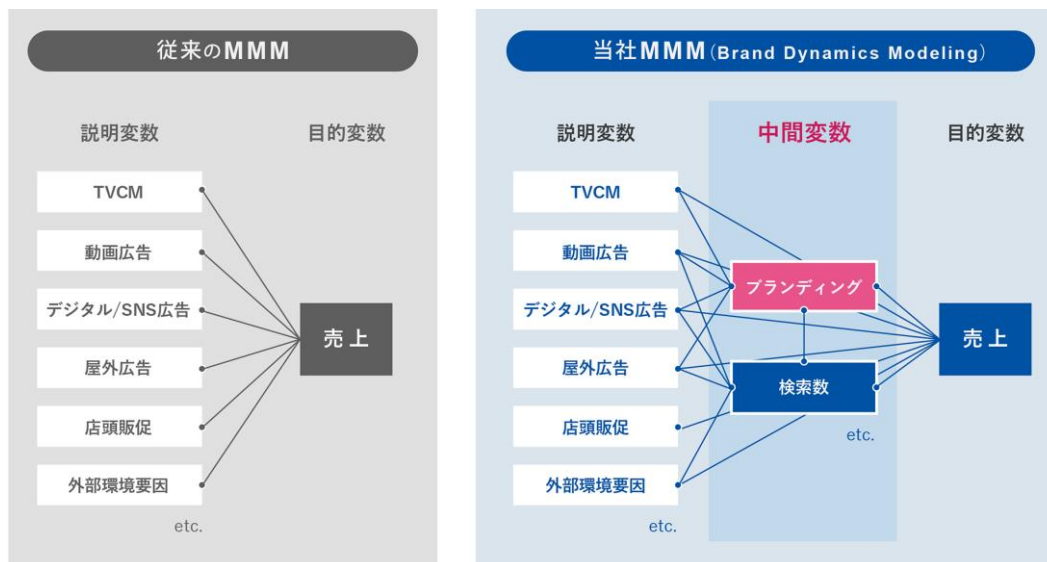 従来のMMM
説明変数
目的変数
TVCM
動画広告
デジタル/SNS広告
屋外広告
店頭販促
外部環境要因
etc.
売上
当社MMM(Brand Dynamics Modeling)
説明変数
中間変数
目的変数
TVCM
動画広告
デジタル/SNS広告
屋外広告
店頭販促
外部環境要因
etc.
ブランディング
検索数
etc.
売上